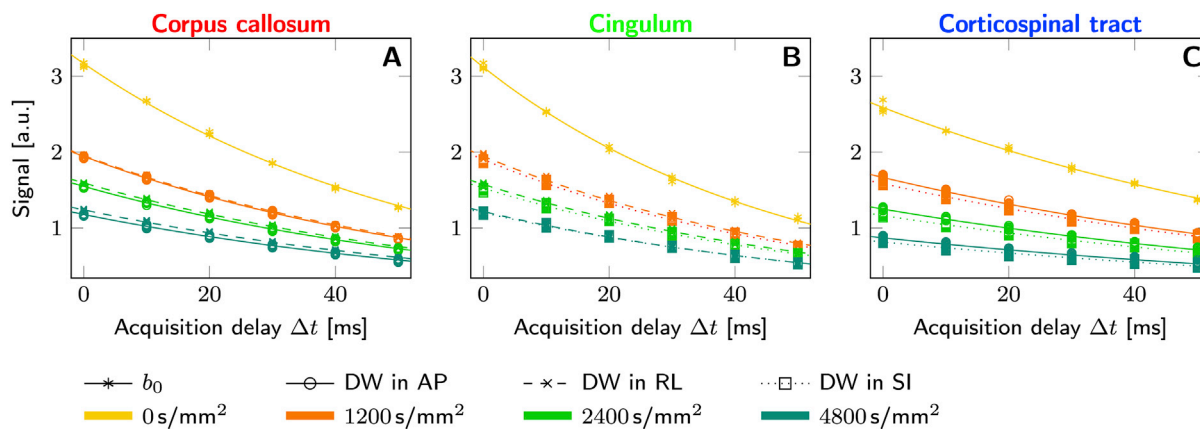 Corpus callosum
Cingulum
Corticospinal tract
A
B
C
3
2
1
3
2
1
3
2
1
Signal [a.u.]
0 20 40
0 20 40
0 20 40
Acquisition delay Δt [ms]
Acquisition delay Δt [ms]
Acquisition delay Δt [ms]
b₀ DW in AP DW in RL DW in SI
0 s/mm² 1200 s/mm² 2400 s/mm² 4800 s/mm²